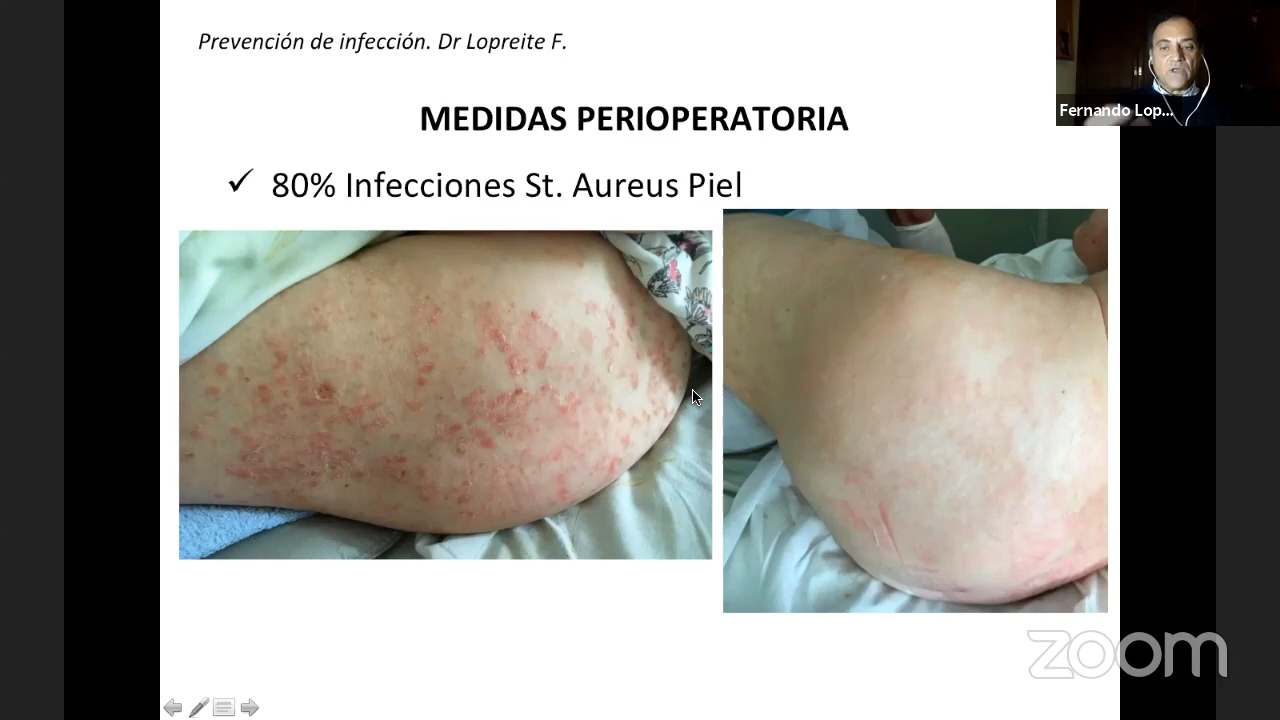 Prevención de infección. Dr Lopreite F.
Fernando Lop...
MEDIDAS PERIOPERATORIA
80% Infecciones St. Aureus Piel
zoom